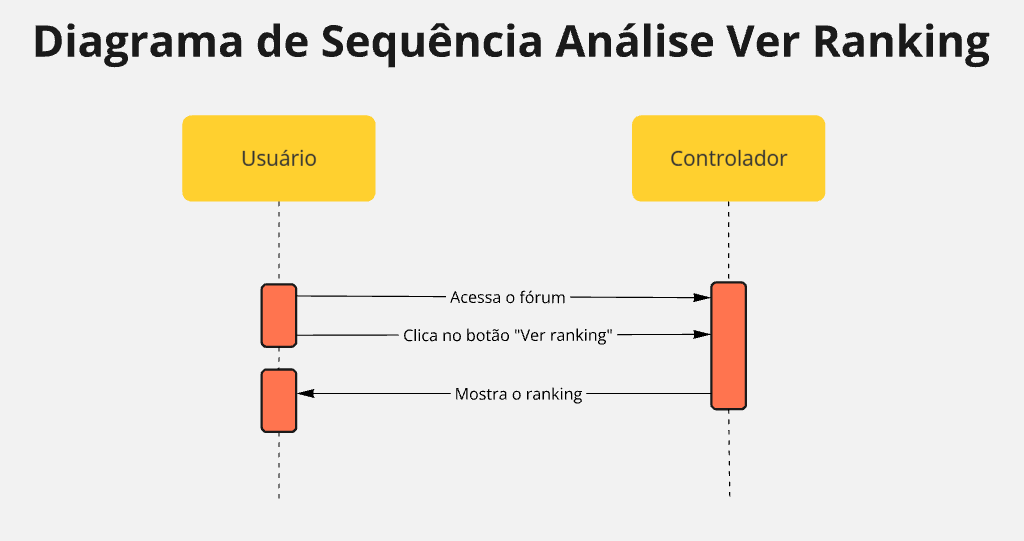 Diagrama de Sequência Análise Ver Ranking
Usuário
Controlador
Acessa o fórum
Clica no botão "Ver ranking"
Mostra o ranking